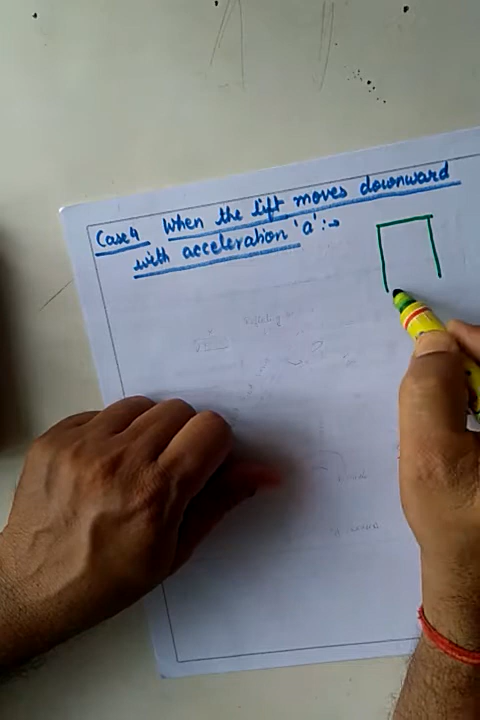 Case 4 When the lift moves downward
with acceleration 'a' :→